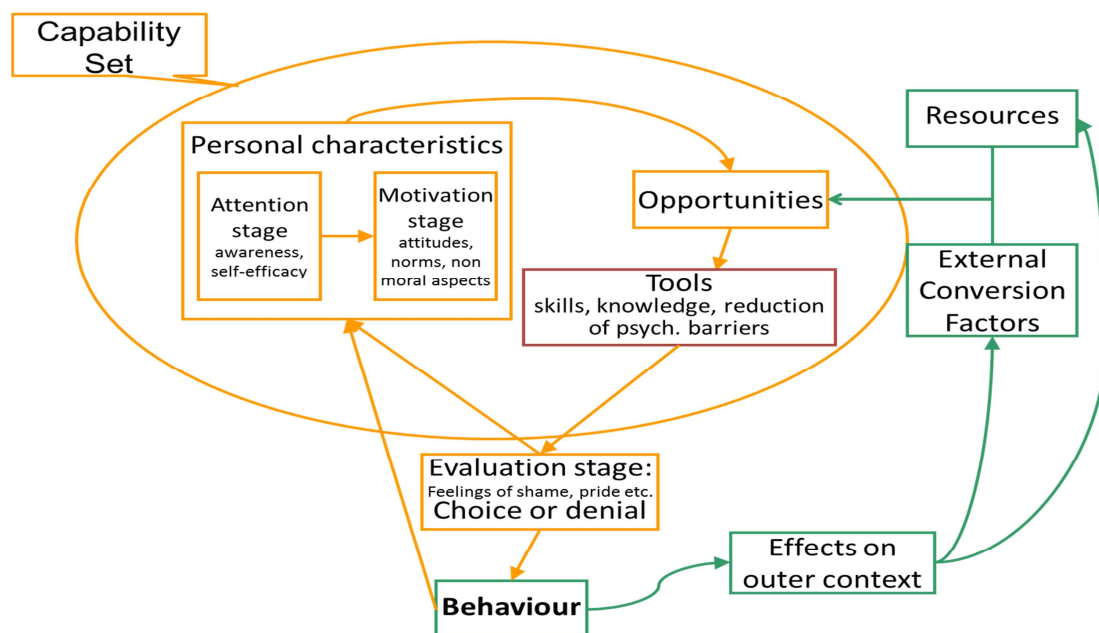 Capability
Set
Personal characteristics
Attention
stage
awareness,
self-efficacy
Motivation
stage
attitudes,
norms, non
moral aspects
Opportunities
Tools
skills, knowledge, reduction
of psych. barriers
Resources
External
Conversion
Factors
Evaluation stage:
Feelings of shame, pride etc.
Choice or denial
Behaviour
Effects on
outer context